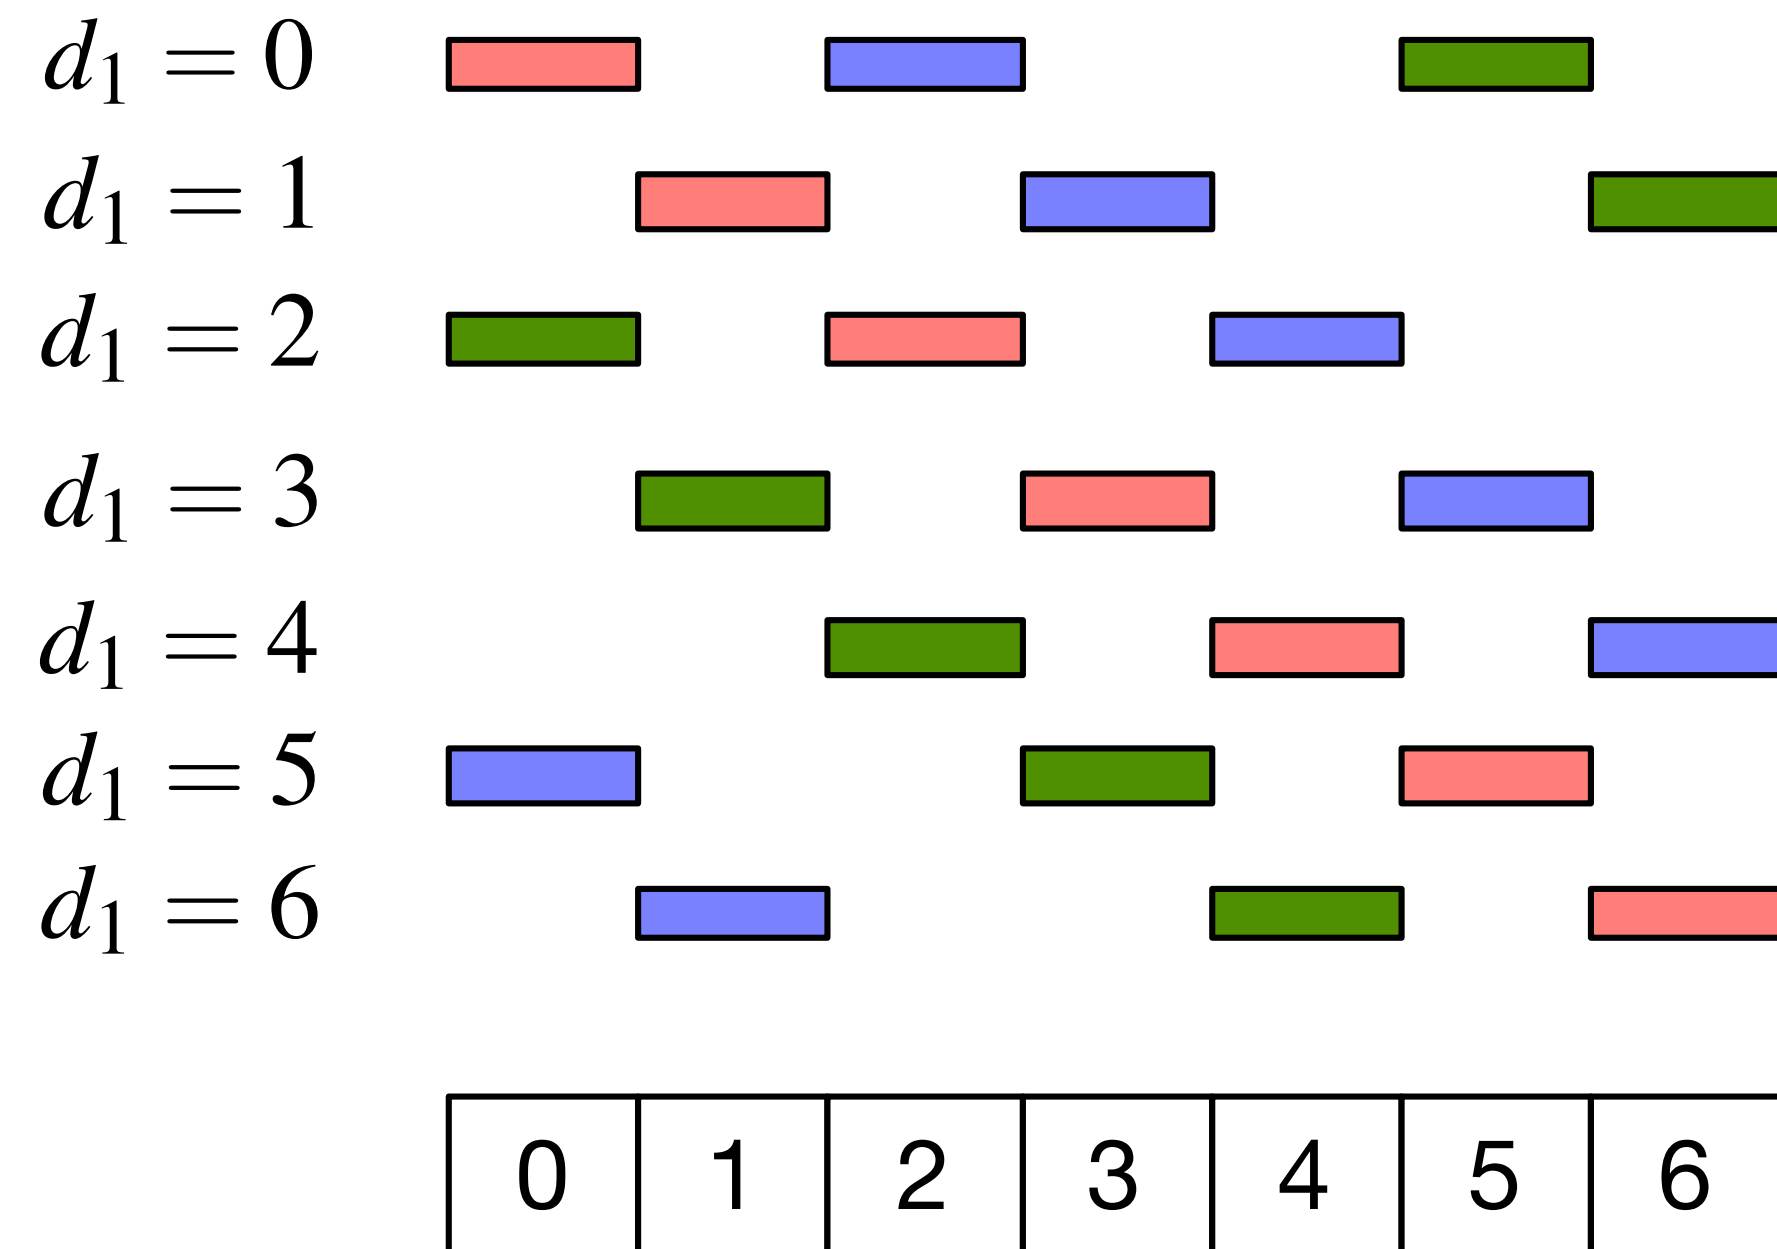 d₁ = 0
d₁ = 1
d₁ = 2
d₁ = 3
d₁ = 4
d₁ = 5
d₁ = 6
0 1 2 3 4 5 6